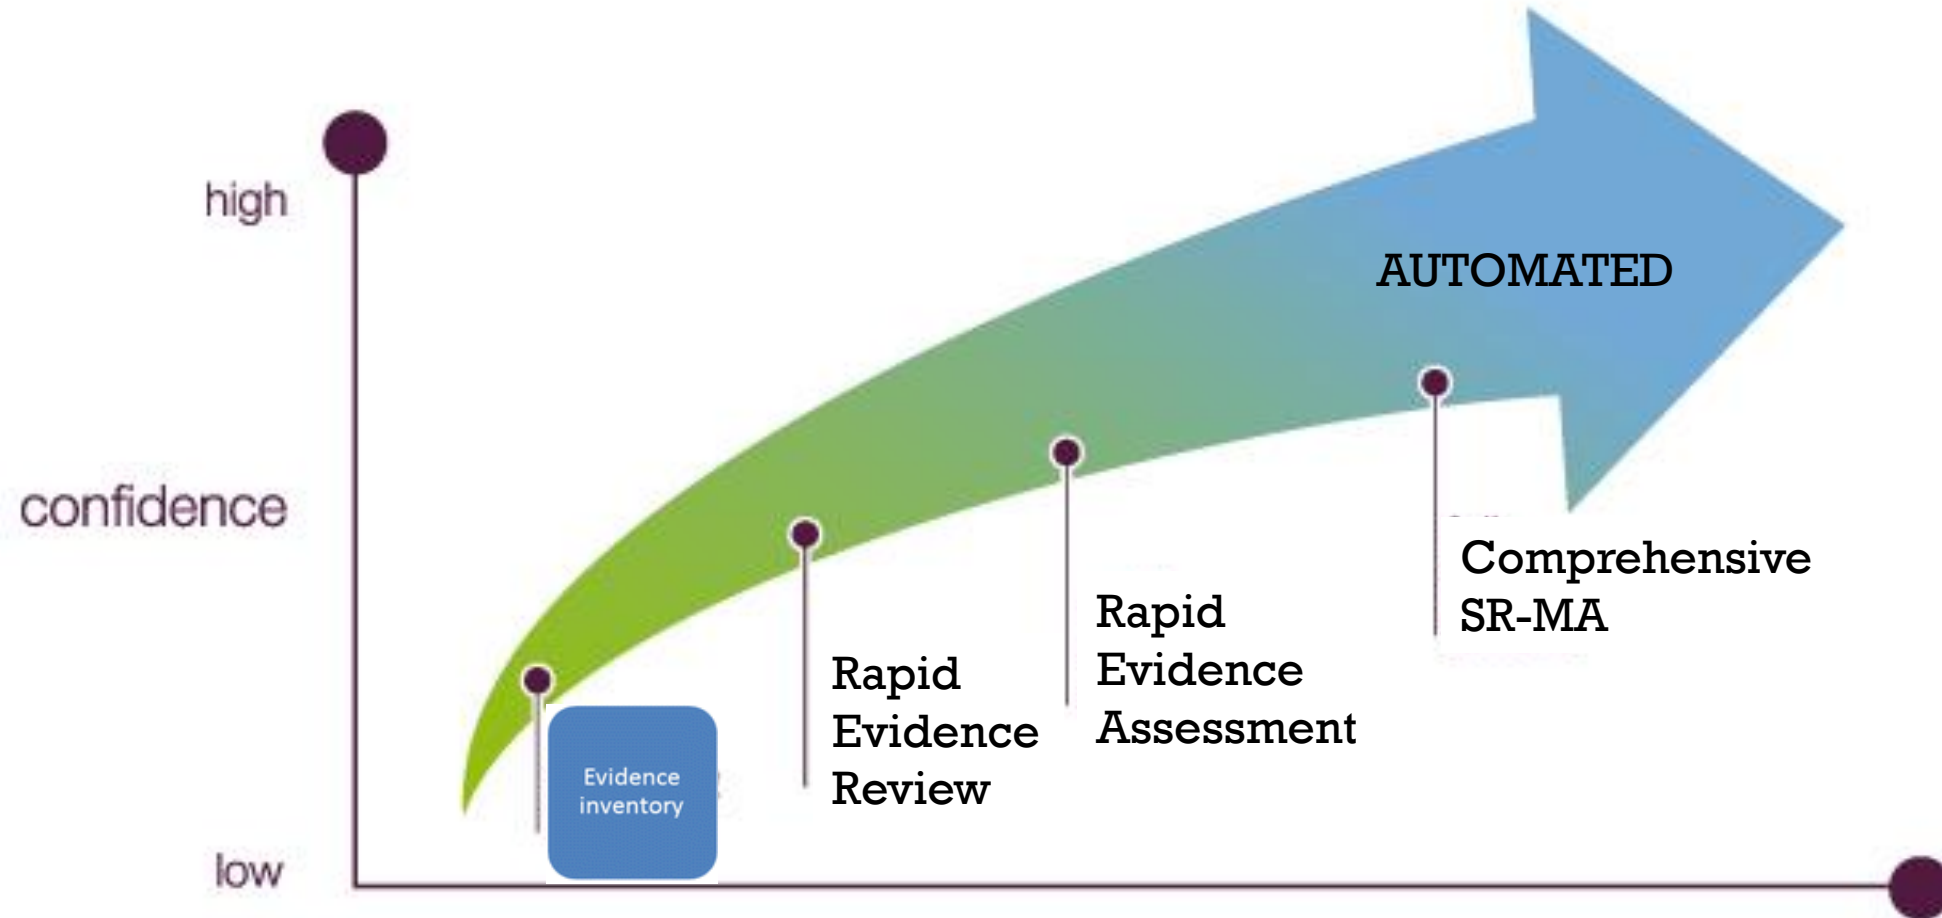 high
confidence
low
AUTOMATED
Evidence
inventory
Rapid
Evidence
Review
Rapid
Evidence
Assessment
Comprehensive
SR-MA